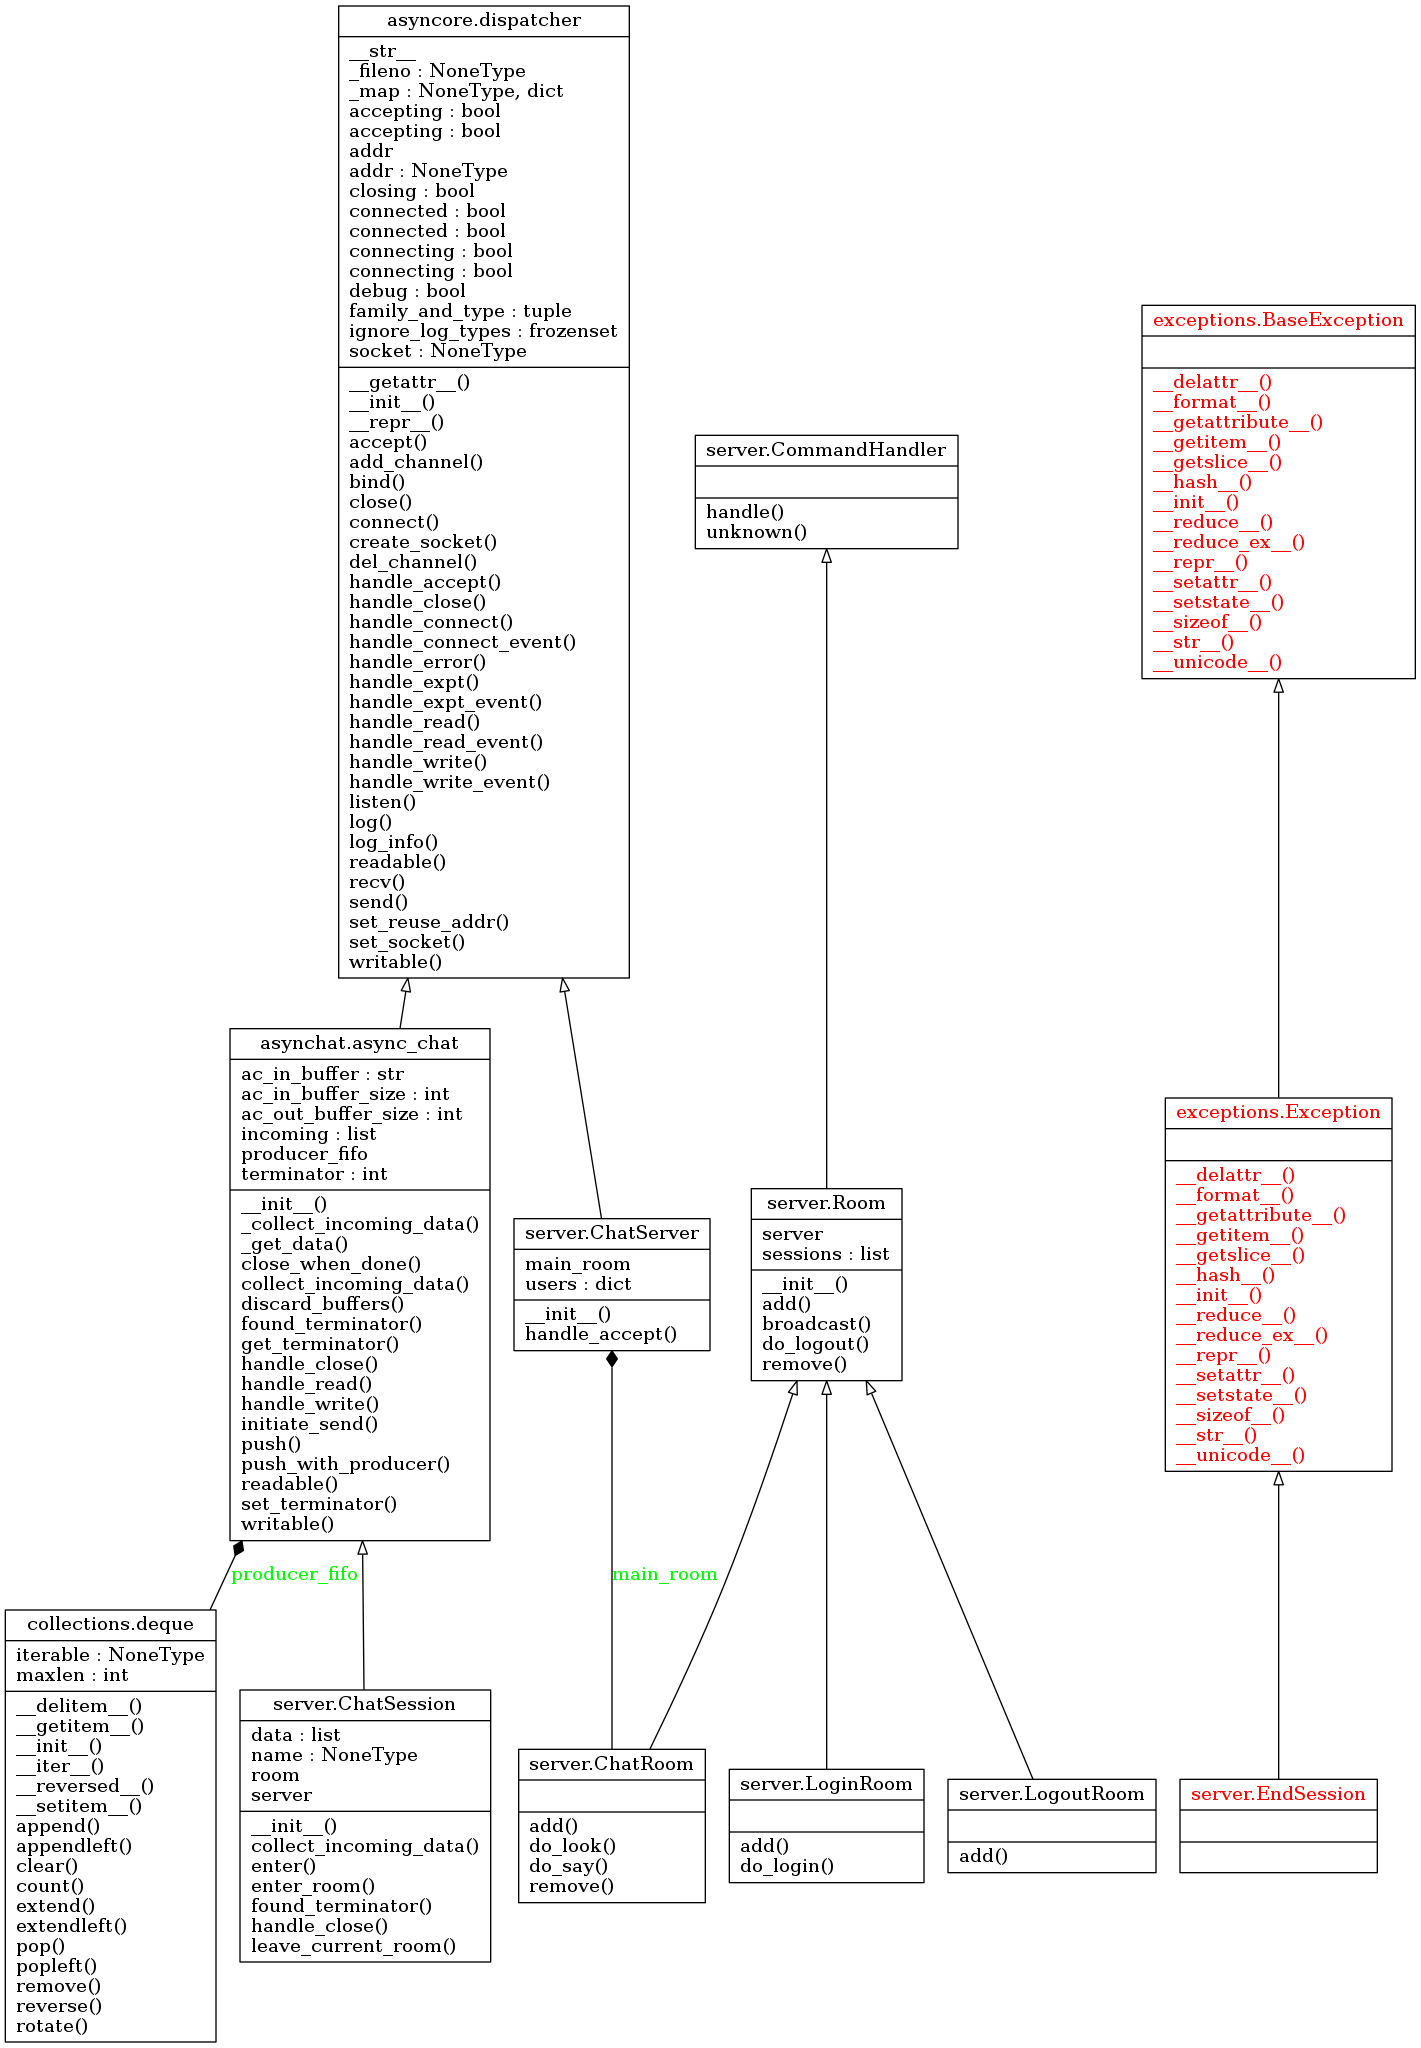 asyncore.dispatcher
__str__
_fileno : NoneType
_map : NoneType, dict
accepting : bool
accepting : bool
addr
addr : NoneType
closing : bool
connected : bool
connected : bool
connecting : bool
connecting : bool
debug : bool
family_and_type : tuple
ignore_log_types : frozenset
socket : NoneType
__getattr__()
__init__()
__repr__()
accept()
add_channel()
bind()
close()
connect()
create_socket()
del_channel()
handle_accept()
handle_close()
handle_connect()
handle_connect_event()
handle_error()
handle_expt()
handle_expt_event()
handle_read()
handle_read_event()
handle_write()
handle_write_event()
listen()
log()
log_info()
readable()
recv()
send()
set_reuse_addr()
set_socket()
writable()
server.CommandHandler
handle()
unknown()
exceptions.BaseException
__delattr__()
__format__()
__getattribute__()
__getitem__()
__getslice__()
__hash__()
__init__()
__reduce__()
__reduce_ex__()
__repr__()
__setattr__()
__setstate__()
__sizeof__()
__str__()
__unicode__()
asynchat.async_chat
ac_in_buffer : str
ac_in_buffer_size : int
ac_out_buffer_size : int
incoming : list
producer_fifo
terminator : int
__init__()
_collect_incoming_data()
_get_data()
close_when_done()
collect_incoming_data()
discard_buffers()
found_terminator()
get_terminator()
handle_close()
handle_read()
handle_write()
initiate_send()
push()
push_with_producer()
readable()
set_terminator()
writable()
server.ChatServer
main_room
users : dict
__init__()
handle_accept()
server.Room
server
sessions : list
__init__()
add()
broadcast()
do_logout()
remove()
exceptions.Exception
__delattr__()
__format__()
__getattribute__()
__getitem__()
__getslice__()
__hash__()
__init__()
__reduce__()
__reduce_ex__()
__repr__()
__setattr__()
__setstate__()
__sizeof__()
__str__()
__unicode__()
producer_fifo
main_room
collections.deque
iterable : NoneType
maxlen : int
__delitem__()
__getitem__()
__init__()
__iter__()
__reversed__()
__setitem__()
append()
appendleft()
clear()
count()
extend()
extendleft()
pop()
popleft()
remove()
reverse()
rotate()
server.ChatSession
data : list
name : NoneType
room
server
__init__()
collect_incoming_data()
enter()
enter_room()
found_terminator()
handle_close()
leave_current_room()
server.ChatRoom
add()
do_look()
do_say()
remove()
server.LoginRoom
add()
do_login()
server.LogoutRoom
add()
server.EndSession